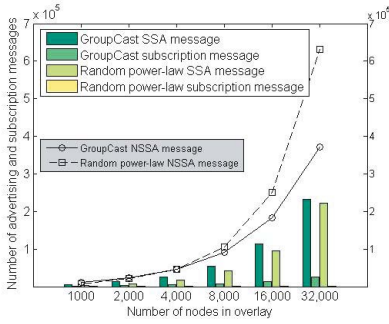 7 x 10⁵
x 10⁴
7
6
6
5
5
4
4
3
3
2
2
1
1
GroupCast SSA message
GroupCast subscription message
Random power-law SSA message
Random power-law subscription message
GroupCast NSSA message
Random power-law NSSA message
Number of advertising and subscription messages
1000
2,000
4,000
8,000
16,000
32,000
Number of nodes in overlay